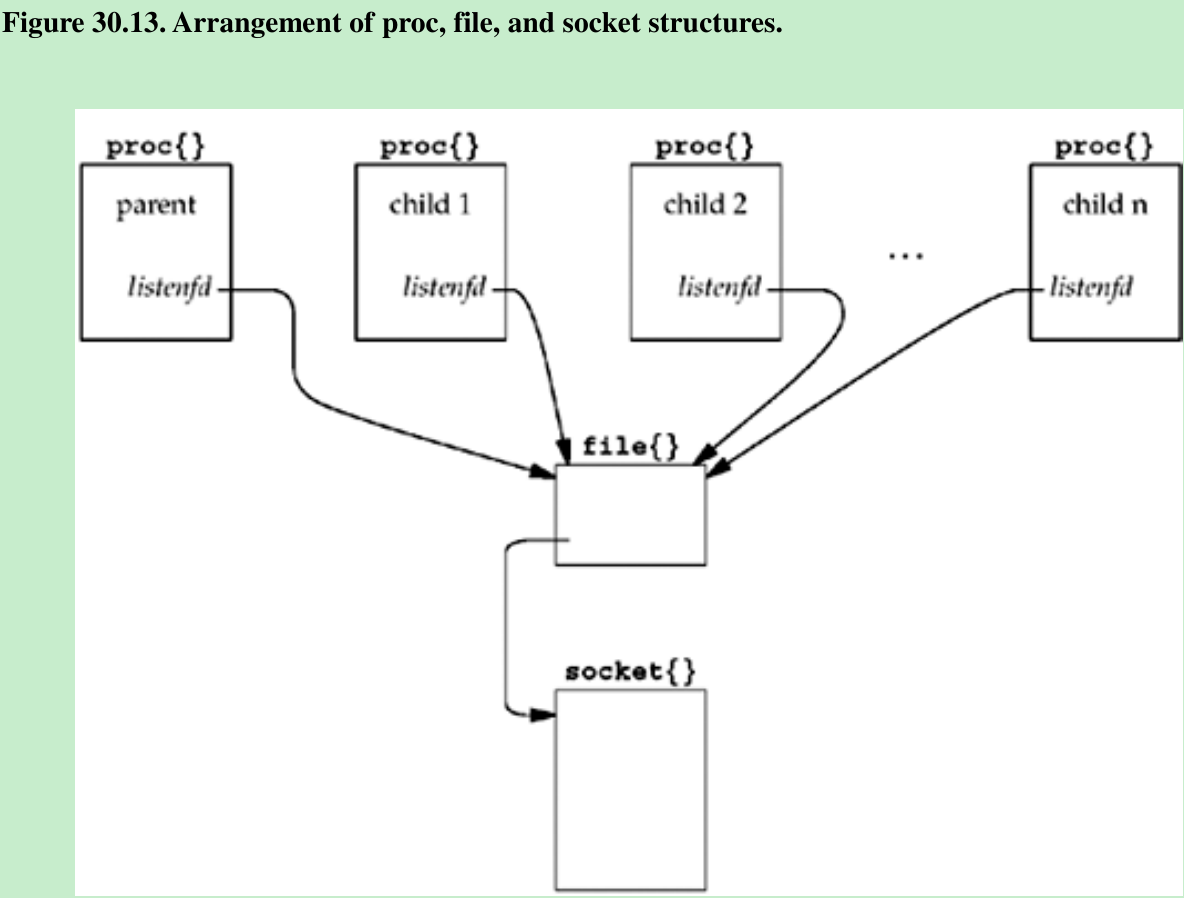 Figure 30.13. Arrangement of proc, file, and socket structures.
proc{} proc{} proc{} proc{}
parent child 1 child 2 child n
...
listenfd listenfd listenfd listenfd
file{}
socket{}